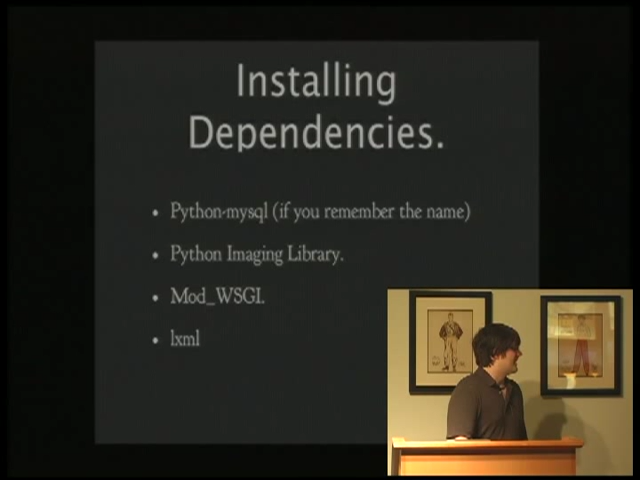 Installing
Dependencies.
• Python-mysql (if you remember the name)
• Python Imaging Library.
• Mod_WSGI.
• lxml